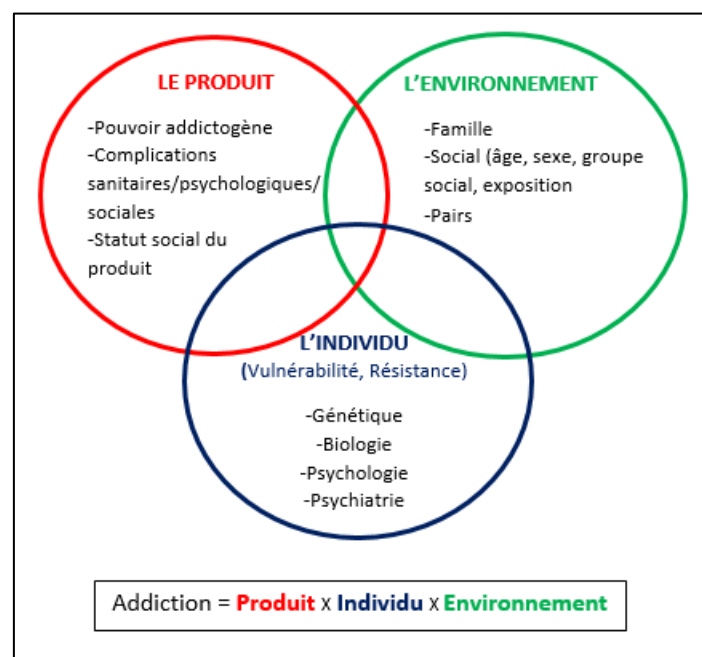 LE PRODUIT
-Pouvoir addictogène
-Complications
sanitaires/psychologiques/
sociales
-Statut social du
produit
L'ENVIRONNEMENT
-Famille
-Social (âge, sexe, groupe
social, exposition
-Pairs
L'INDIVIDU
(Vulnérabilité, Résistance)
-Génétique
-Biologie
-Psychologie
-Psychiatrie
Addiction = Produit x Individu x Environnement